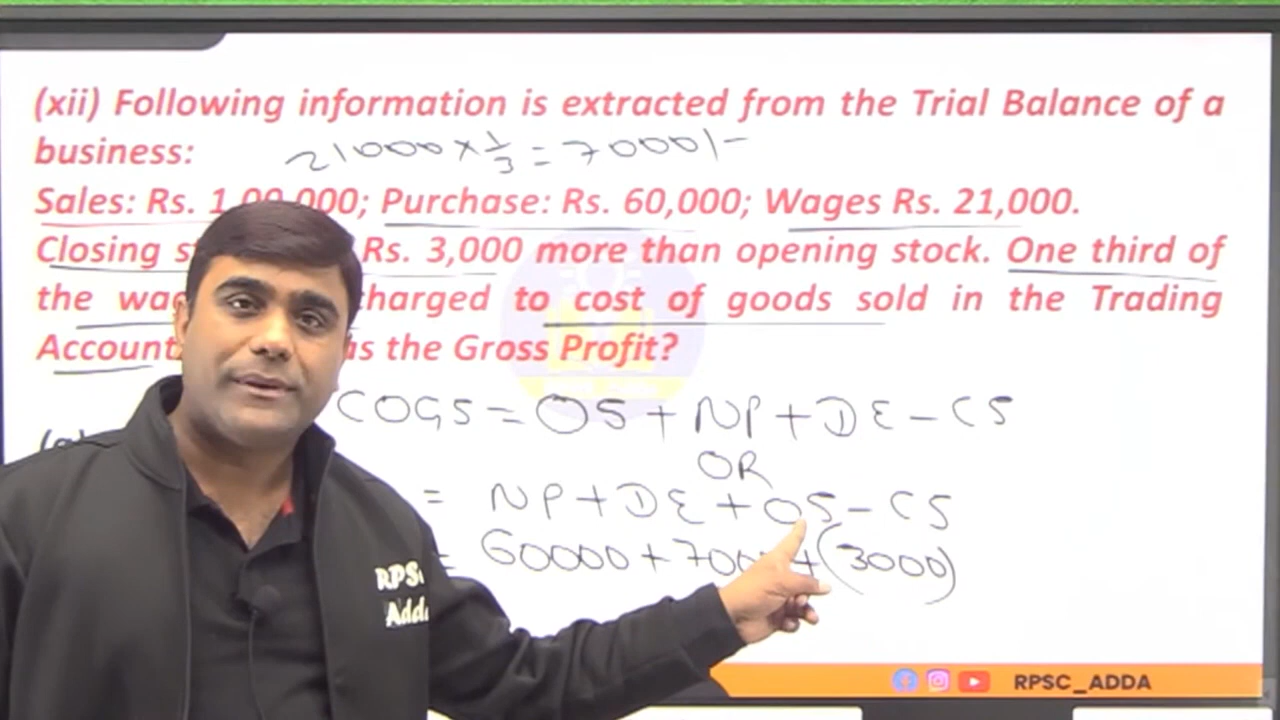 (xii) Following information is extracted from the Trial Balance of a
business: 21000 × 1/3 = 7000/-
Sales: Rs. 1,00,000; Purchase: Rs. 60,000; Wages Rs. 21,000.
Closing Rs. 3,000 more than opening stock. One third of
the charged to cost of goods sold in the Trading
Account the Gross Profit?
COGS = OS + NP + DE - CS
OR
= NP + DE + OS - CS
= 60000 + 700 + (3000)
RPSC
Adda
RPSC_ADDA